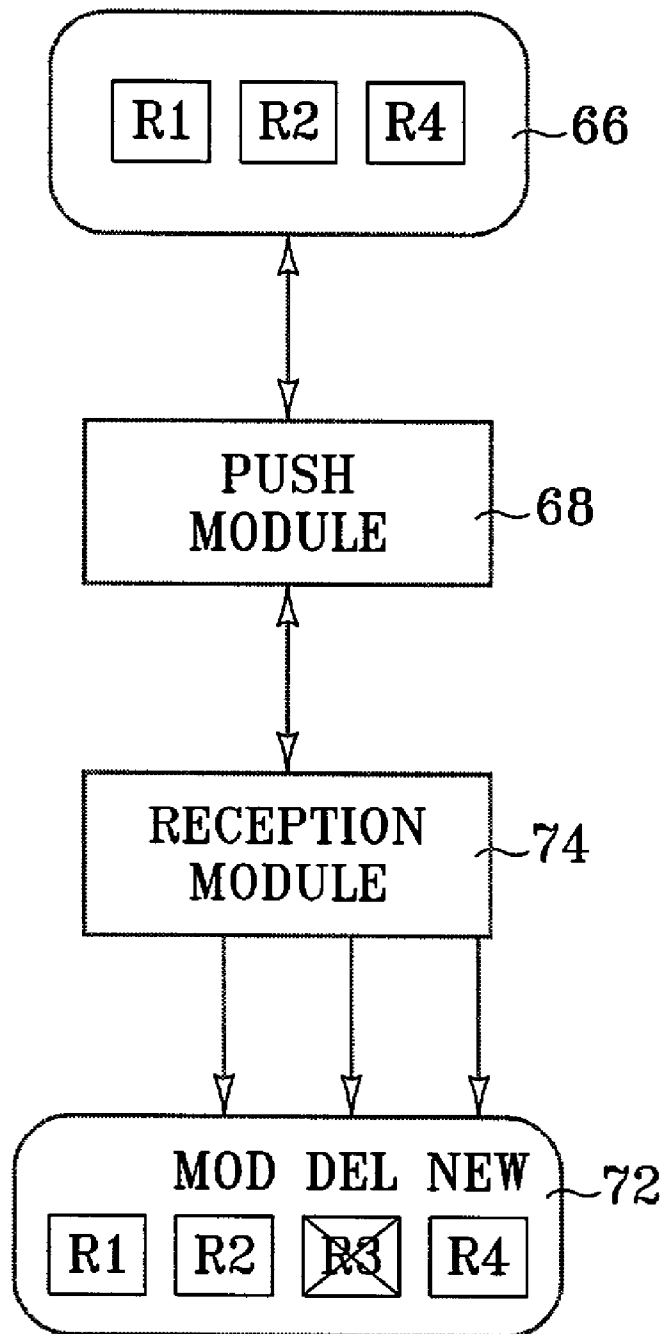 R1 R2 R4
66
PUSH
MODULE
68
RECEPTION
MODULE
74
MOD DEL NEW
72
R1 R2 R3 R4